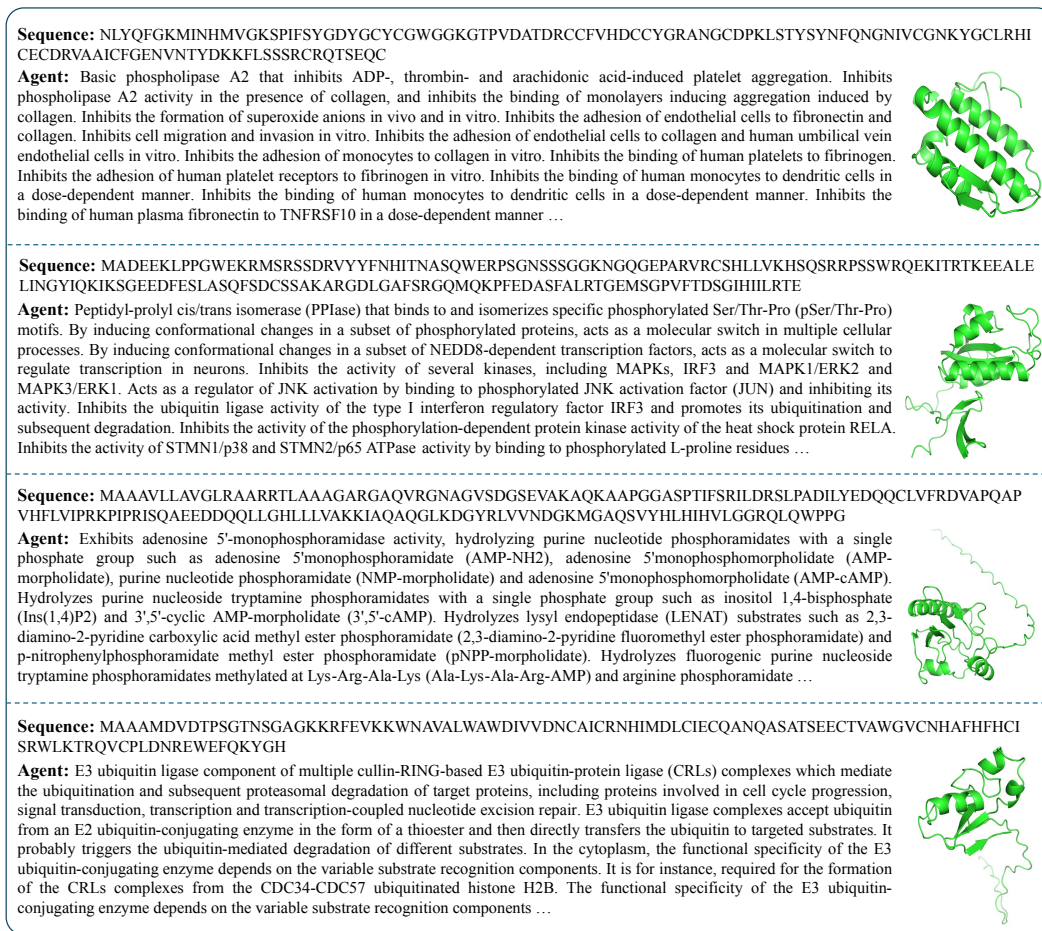 Sequence: NLYQFGKMINHMVGKSPIFSYGDYGCYCGWGGKGTPVDATDRCCFVHDCCYGRANGCDPKLSTYSYNFQNGNIVCGNKYGCLRHI
CECDRVAAICFGENVNTYDKKFLSSSRCRQTSEQC
Agent: Basic phospholipase A2 that inhibits ADP-, thrombin- and arachidonic acid-induced platelet aggregation. Inhibits
phospholipase A2 activity in the presence of collagen, and inhibits the binding of monolayers inducing aggregation induced by
collagen. Inhibits the formation of superoxide anions in vivo and in vitro. Inhibits the adhesion of endothelial cells to fibronectin and
collagen. Inhibits cell migration and invasion in vitro. Inhibits the adhesion of endothelial cells to collagen and human umbilical vein
endothelial cells in vitro. Inhibits the adhesion of monocytes to collagen in vitro. Inhibits the binding of human platelets to fibrinogen.
Inhibits the adhesion of human platelet receptors to fibrinogen in vitro. Inhibits the binding of human monocytes to dendritic cells in
a dose-dependent manner. Inhibits the binding of human monocytes to dendritic cells in a dose-dependent manner. Inhibits the
binding of human plasma fibronectin to TNFRSF10 in a dose-dependent manner …
Sequence: MADEEKLPPGWEKRMSRSSDRVYYFNHITNASQWERPSGNSSSGGKNGQGEPARVRCSHLLVKHSQSRRPSSWRQEKITRTKEEALE
LINGYIQKIKSGEEDFESLASQFSDCSSAKARGDLGAFSRGQMQKPFEDASFALRTGEMSGPVFTDSGIHIILRTE
Agent: Peptidyl-prolyl cis/trans isomerase (PPIase) that binds to and isomerizes specific phosphorylated Ser/Thr-Pro (pSer/Thr-Pro)
motifs. By inducing conformational changes in a subset of phosphorylated proteins, acts as a molecular switch in multiple cellular
processes. By inducing conformational changes in a subset of NEDD8-dependent transcription factors, acts as a molecular switch to
regulate transcription in neurons. Inhibits the activity of several kinases, including MAPKs, IRF3 and MAPK1/ERK2 and
MAPK3/ERK1. Acts as a regulator of JNK activation by binding to phosphorylated JNK activation factor (JUN) and inhibiting its
activity. Inhibits the ubiquitin ligase activity of the type I interferon regulatory factor IRF3 and promotes its ubiquitination and
subsequent degradation. Inhibits the activity of the phosphorylation-dependent protein kinase activity of the heat shock protein RELA.
Inhibits the activity of STMN1/p38 and STMN2/p65 ATPase activity by binding to phosphorylated L-proline residues …
Sequence: MAAAVLLAVGLRAARRTLAAAGARGAQVRGNAGVSDGSEVAKAQKAAPGGASPTIFSRILDRSLPADILYEDQQCLVFRDVAPQAP
VHFLVIPRKPIPRISQAEEDDQQLLGHLLLVAKKIAQAQGLKDGYRLVVNDGKMGAQSVYHLHIHVLGGRQLQWPPG
Agent: Exhibits adenosine 5'-monophosphoramidase activity, hydrolyzing purine nucleotide phosphoramidates with a single
phosphate group such as adenosine 5'monophosphoramidate (AMP-NH2), adenosine 5'monophosphomorpholidate (AMP-
morpholidate), purine nucleotide phosphoramidate (NMP-morpholidate) and adenosine 5'monophosphomorpholidate (AMP-cAMP).
Hydrolyzes purine nucleoside tryptamine phosphoramidates with a single phosphate group such as inositol 1,4-bisphosphate
(Ins(1,4)P2) and 3',5'-cyclic AMP-morpholidate (3',5'-cAMP). Hydrolyzes lysyl endopeptidase (LENAT) substrates such as 2,3-
diamino-2-pyridine carboxylic acid methyl ester phosphoramidate (2,3-diamino-2-pyridine fluoromethyl ester phosphoramidate) and
p-nitrophenylphosphoramidate methyl ester phosphoramidate (pNPP-morpholidate). Hydrolyzes fluorogenic purine nucleoside
tryptamine phosphoramidates methylated at Lys-Arg-Ala-Lys (Ala-Lys-Ala-Arg-AMP) and arginine phosphoramidate …
Sequence: MAAAMDVDTPSGTNSGAGKKRFEVKKWNAVALWAWDIVVDNCAICRNHIMDLCIECQANQASATSEECTVAWGVCNHAFHFHCI
SRWLKTRQVCPLDNREWEFQKYGH
Agent: E3 ubiquitin ligase component of multiple cullin-RING-based E3 ubiquitin-protein ligase (CRLs) complexes which mediate
the ubiquitination and subsequent proteasomal degradation of target proteins, including proteins involved in cell cycle progression,
signal transduction, transcription and transcription-coupled nucleotide excision repair. E3 ubiquitin ligase complexes accept ubiquitin
from an E2 ubiquitin-conjugating enzyme in the form of a thioester and then directly transfers the ubiquitin to targeted substrates. It
probably triggers the ubiquitin-mediated degradation of different substrates. In the cytoplasm, the functional specificity of the E3
ubiquitin-conjugating enzyme depends on the variable substrate recognition components. It is for instance, required for the formation
of the CRLs complexes from the CDC34-CDC57 ubiquitinated histone H2B. The functional specificity of the E3 ubiquitin-
conjugating enzyme depends on the variable substrate recognition components …